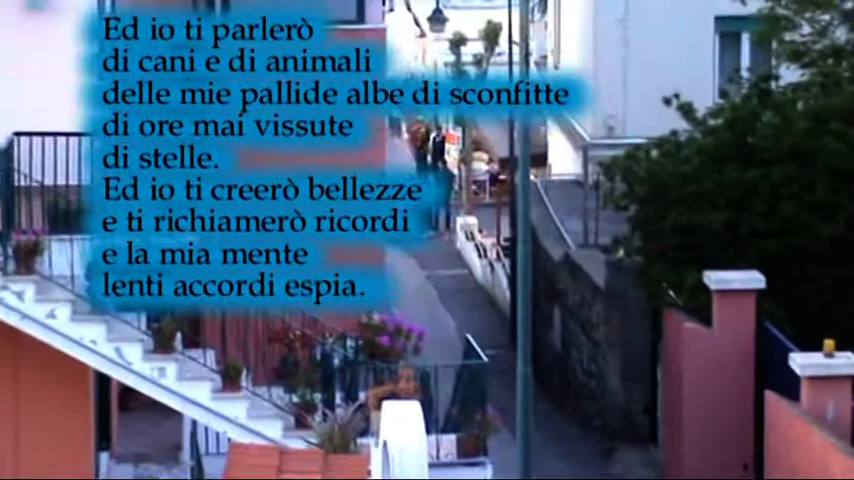 Ed io ti parlerò
di cani e di animali
delle mie pallide albe di sconfitte
di ore mai vissute
di stelle.
Ed io ti creerò bellezze
e ti richiamerò ricordi
e la mia mente
lenti accordi espia.